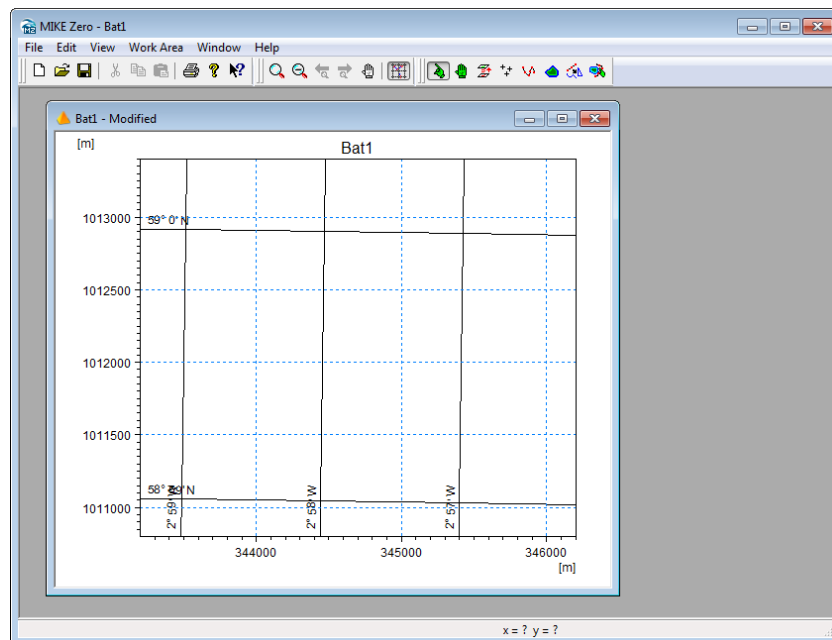 MIKE Zero - Bat1
File Edit View Work Area Window Help
Bat1 - Modified
[m]
Bat1
1013000
59° 0' N
1012500
1012000
1011500
58° 59' N
1011000
2° 59' W
2° 58' W
2° 57' W
344000
345000
346000
[m]
x = ? y = ?